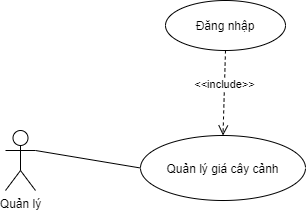 Đăng nhập
<<include>>
Quản lý giá cây cảnh
Quản lý